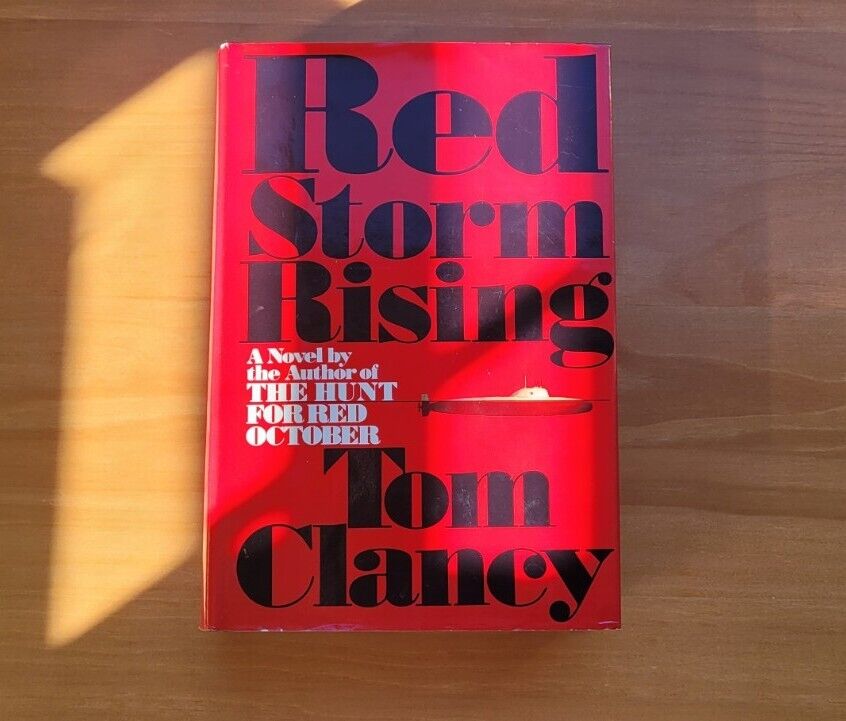 Red
Storm
Rising
A Novel by
the Author of
THE HUNT
FOR RED
OCTOBER
Tom
Clancy